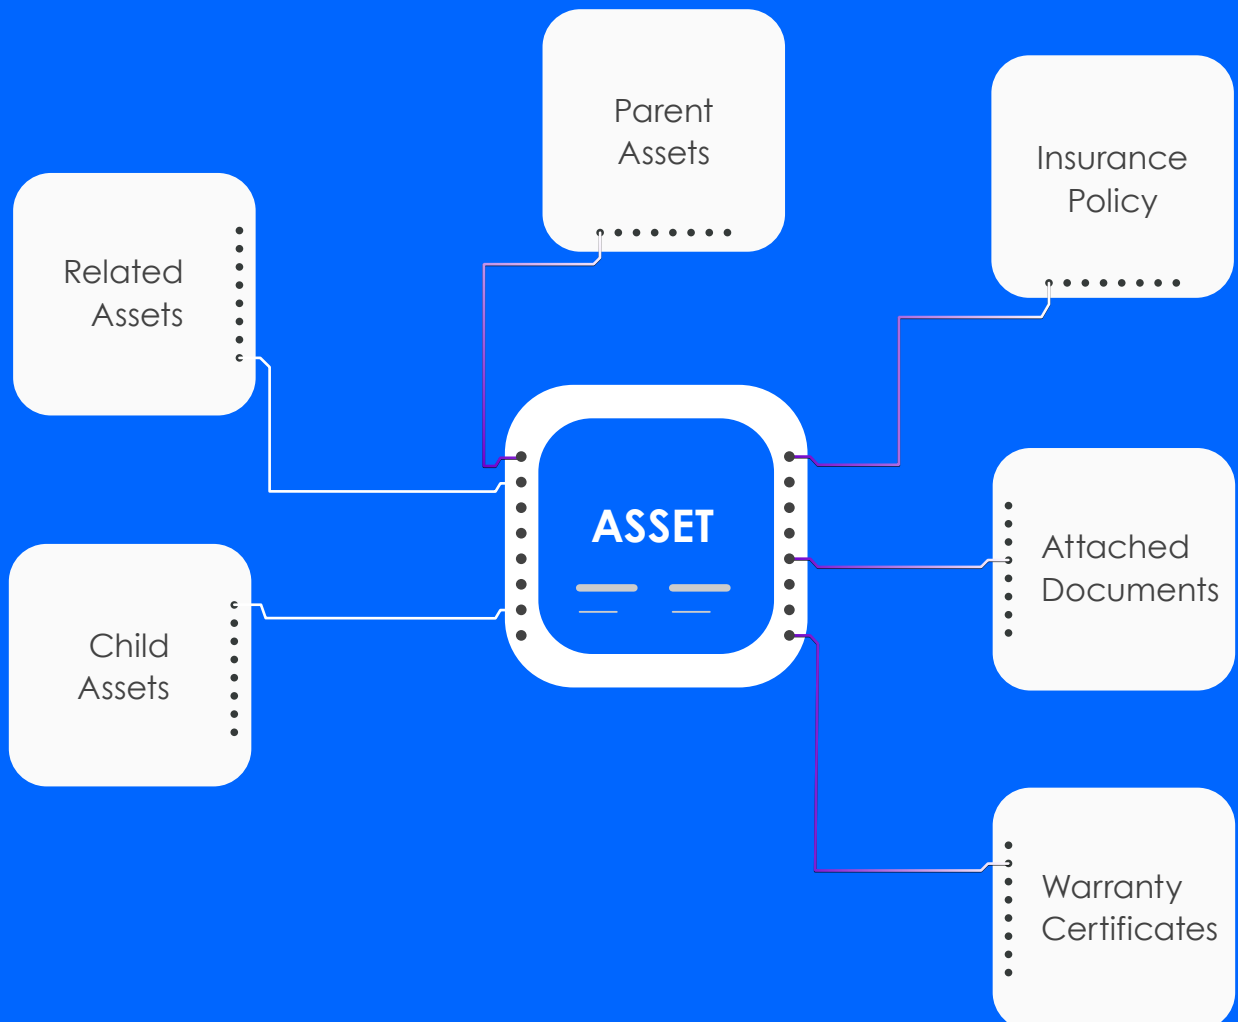 Parent
Assets
Insurance
Policy
Related
Assets
ASSET
Attached
Documents
Child
Assets
Warranty
Certificates